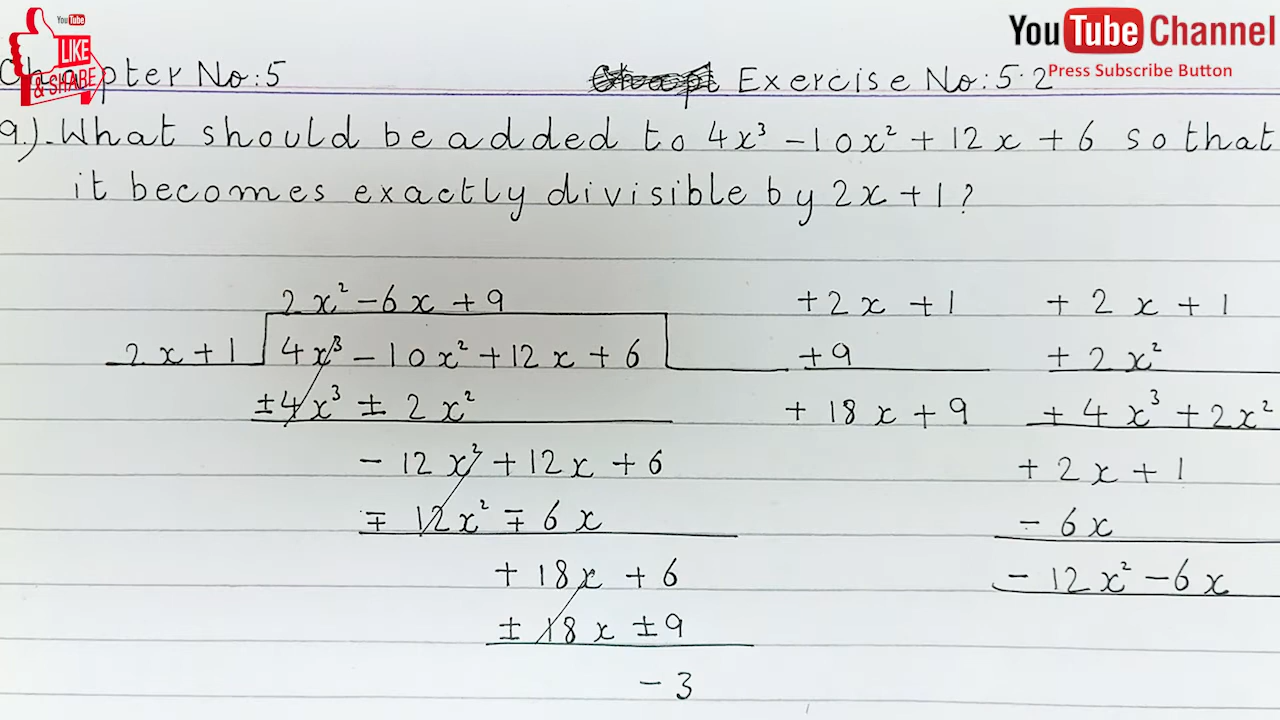 YouTube
LIKE
& SHARE
YouTube Channel
Press Subscribe Button
Chapter No:5 Exercise No:5.2
9.). What should be added to 4x³ -10x² + 12x + 6 so that
it becomes exactly divisible by 2x+1?
2x² -6x +9
2x+1 4x³ -10x² +12x + 6
±4x³ ± 2x²
- 12x² +12x +6
∓ 12x² ∓ 6x
+ 18x + 6
± 18x ±9
- 3
+2x +1
+9
+ 18x +9
+ 2x + 1
+ 2x²
+ 4x³ +2x²
+ 2x + 1
- 6x
- 12x² -6x